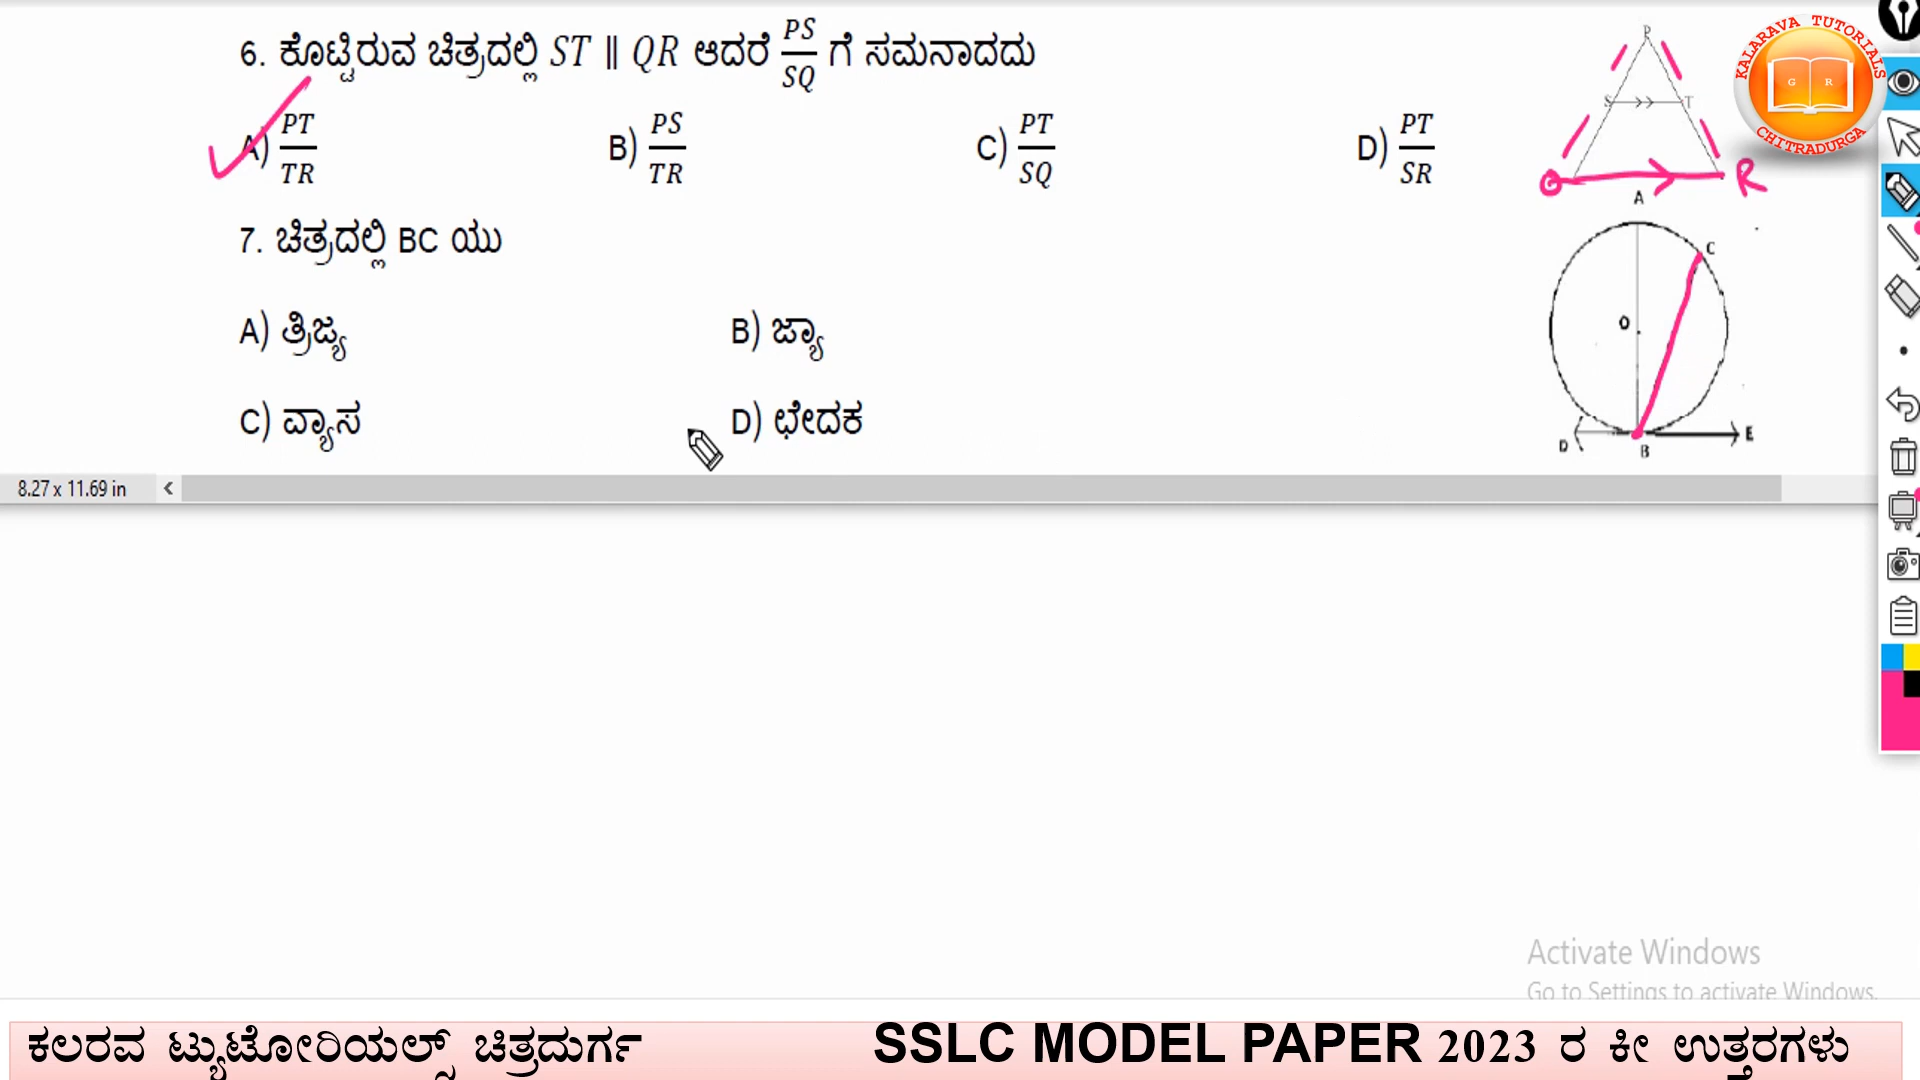 6. ಕೊಟ್ಟಿರುವ ಚಿತ್ರದಲ್ಲಿ ST ∥ QR ಆದರೆ PS/SQ ಗೆ ಸಮನಾದದು
A) PT/TR B) PS/TR C) PT/SQ D) PT/SR
P
S T
Q R
7. ಚಿತ್ರದಲ್ಲಿ BC ಯು
A) ತ್ರಿಜ್ಯ B) ಜ್ಯಾ
C) ವ್ಯಾಸ D) ಛೇದಕ
A
C
O
D B E
KALARAVA TUTORIALS
G R
CHITRADURGA
8.27 x 11.69 in
Activate Windows
Go to Settings to activate Windows.
ಕಲರವ ಟ್ಯುಟೋರಿಯಲ್ಸ್ ಚಿತ್ರದುರ್ಗ SSLC MODEL PAPER 2023 ರ ಕೀ ಉತ್ತರಗಳು